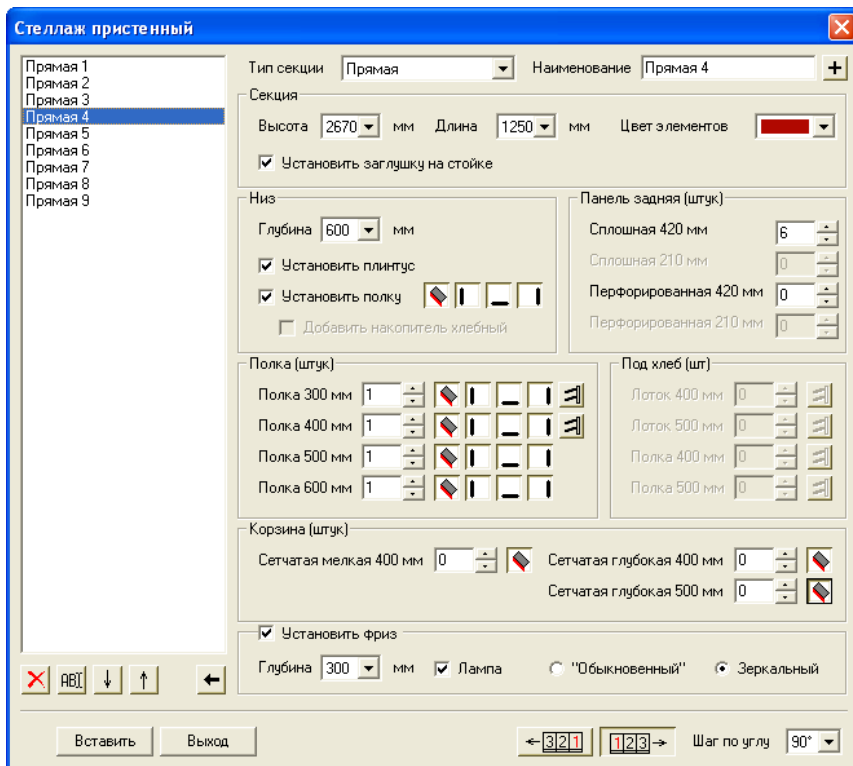 Стеллаж пристенный
Прямая 1
Прямая 2
Прямая 3
Прямая 4
Прямая 5
Прямая 6
Прямая 7
Прямая 8
Прямая 9
Тип секции Прямая Наименование Прямая 4 +
Секция
Высота 2670 мм Длина 1250 мм Цвет элементов
Установить заглушку на стойке
Низ
Глубина 600 мм
Установить плинтус
Установить полку
Добавить накопитель хлебный
Панель задняя (штук)
Сплошная 420 мм 6
Сплошная 210 мм 0
Перфорированная 420 мм 0
Перфорированная 210 мм 0
Полка (штук)
Полка 300 мм 1
Полка 400 мм 1
Полка 500 мм 1
Полка 600 мм 1
Под хлеб (шт)
Лоток 400 мм 0
Лоток 500 мм 0
Полка 400 мм 0
Полка 500 мм 0
Корзина (штук)
Сетчатая мелкая 400 мм 0 Сетчатая глубокая 400 мм 0
Сетчатая глубокая 500 мм 0
Установить фриз
Глубина 300 мм Лампа "Обыкновенный" Зеркальный
ABI
Вставить Выход 321 123 Шаг по углу 90°